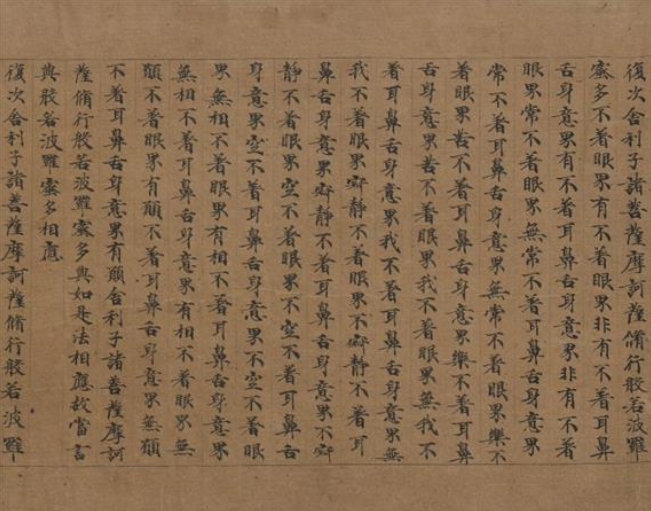 復次舍利子諸菩薩摩訶薩脩行般若波羅
蜜多不著眼界有不著眼界非有不著耳鼻
舌身意界有不著耳鼻舌身意界非有不著
眼界常不著眼界無常不著耳鼻舌身意界
常不著耳鼻舌身意界無常不著眼界樂不
著眼界苦不著耳鼻舌身意界樂不著耳鼻
舌身意界苦不著眼界我不著眼界無我不
著耳鼻舌身意界我不著耳鼻舌身意界無
我不著眼界寂静不著眼界不寂静不著耳
鼻舌身意界寂静不著耳鼻舌身意界不寂
静不著眼界空不著眼界不空不著耳鼻舌
身意界空不著耳鼻舌身意界不空不著眼
界無相不著眼界有相不著耳鼻舌身意界
無相不著耳鼻舌身意界有相不著眼界無
願不著眼界有願不著耳鼻舌身意界無願
不著耳鼻舌身意界有願舍利子諸菩薩摩訶
薩脩行般若波羅蜜多與如是法相應故當言
與般若波羅蜜多相應
復次舍利子諸菩薩摩訶薩脩行般若波羅